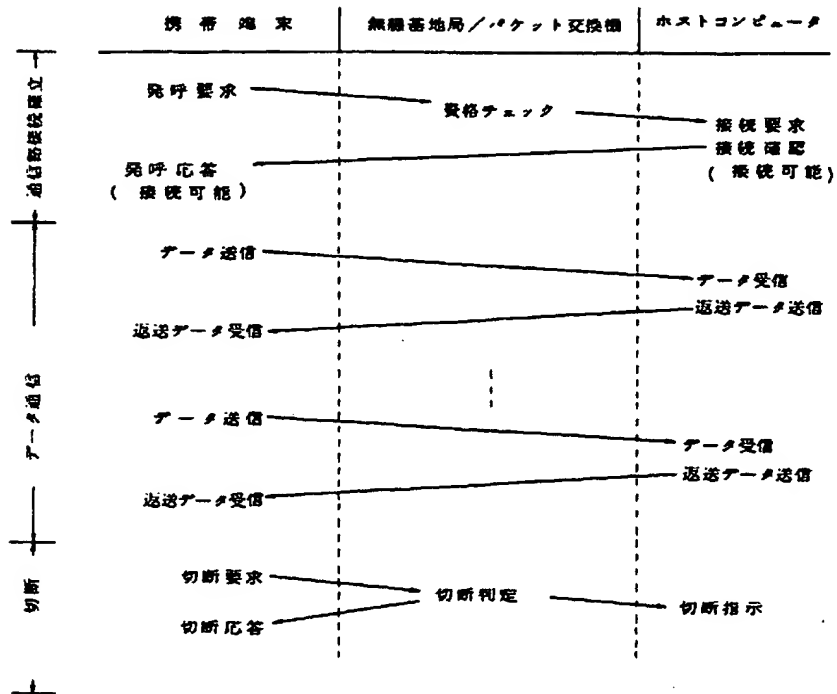 携帯端末 無線基地局/パケット交換機 ホストコンピュータ
通信路接続確立
発呼要求
資格チェック
接続要求
接続確認
(接続可能)
発呼応答
(接続可能)
データ通信
データ送信
データ受信
返送データ送信
返送データ受信
データ送信
データ受信
返送データ送信
返送データ受信
切断
切断要求
切断判定
切断指示
切断応答